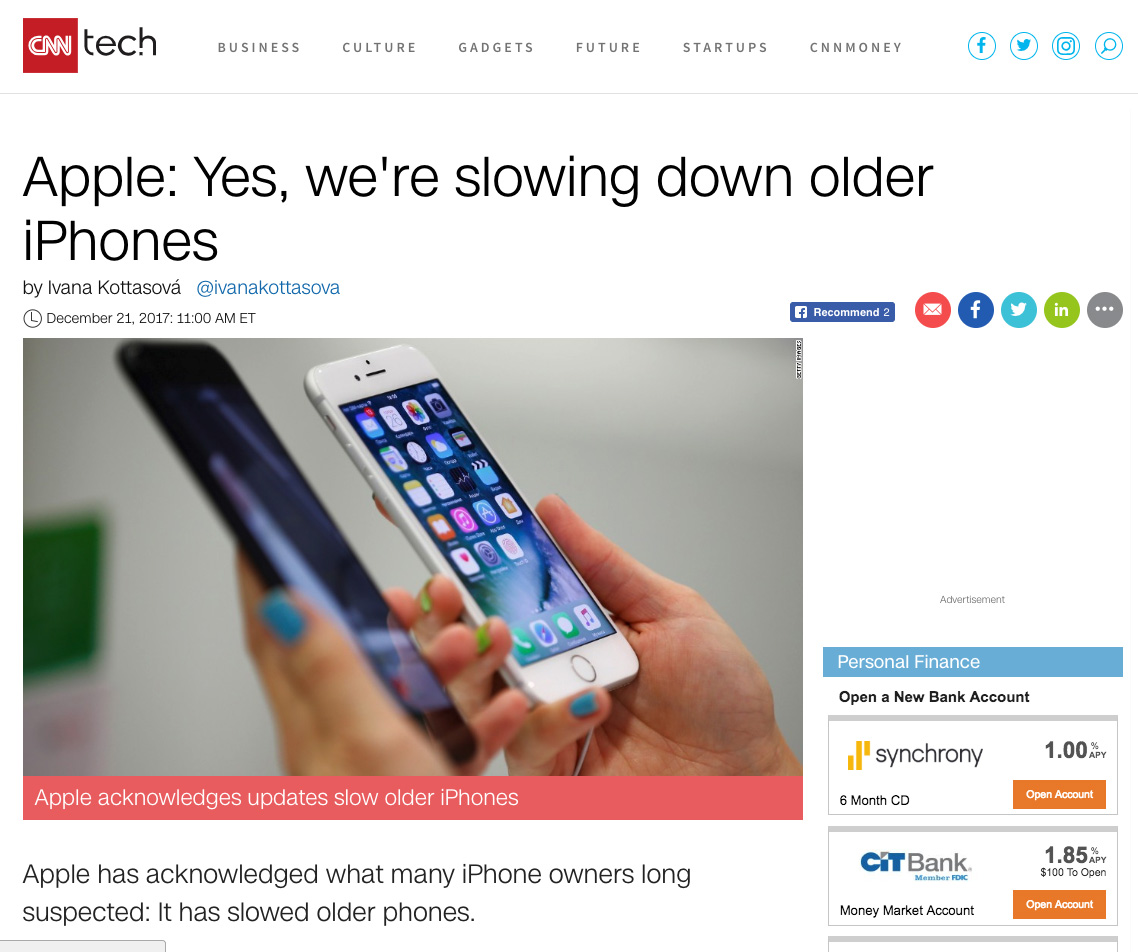 CNN tech
BUSINESS CULTURE GADGETS FUTURE STARTUPS CNNMONEY
Apple: Yes, we're slowing down older
iPhones
by Ivana Kottasová @ivanakottasova
December 21, 2017: 11:00 AM ET
Recommend 2
in
Advertisement
Apple acknowledges updates slow older iPhones
Apple has acknowledged what many iPhone owners long
suspected: It has slowed older phones.
Personal Finance
Open a New Bank Account
synchrony
1.00 % APY
6 Month CD
Open Account
CiT Bank
Member FDIC
1.85 % APY
$100 To Open
Money Market Account
Open Account